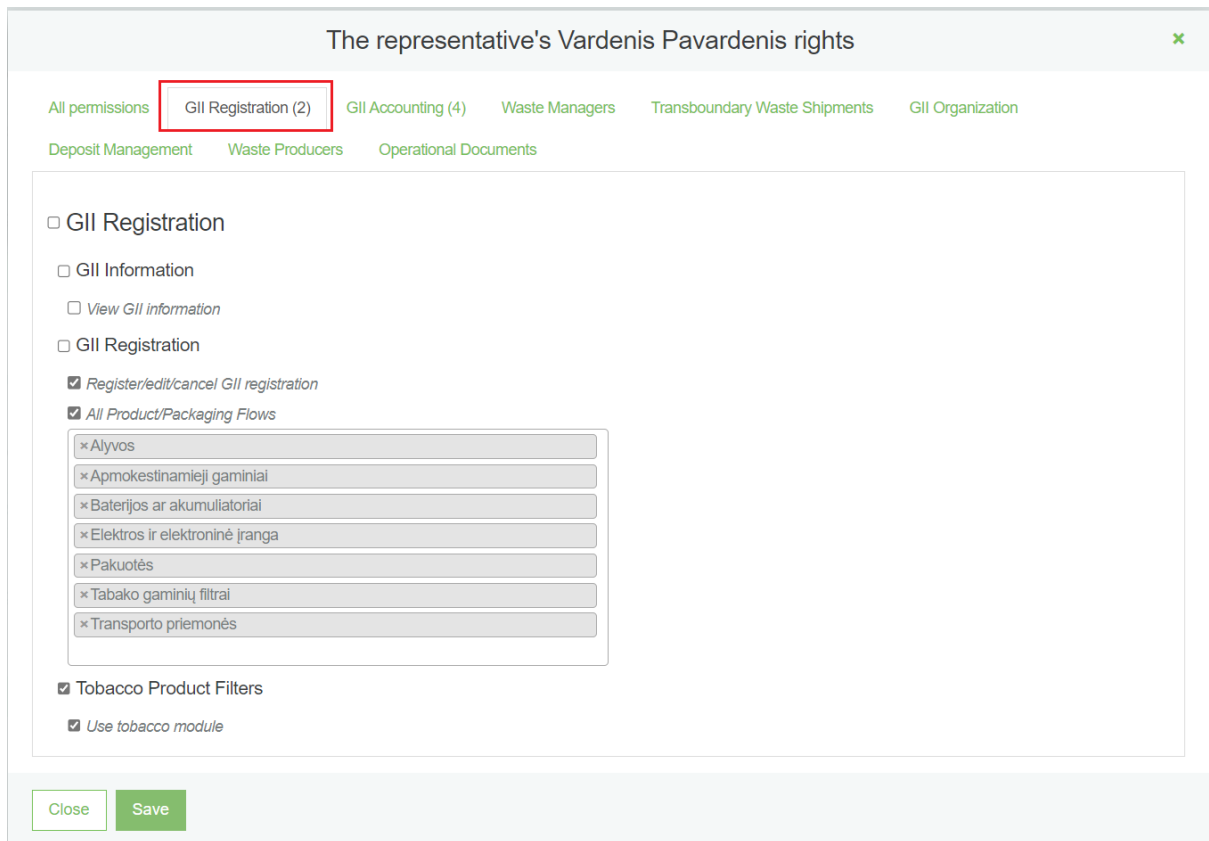 The representative's Vardenis Pavardenis rights
×
All permissions GII Registration (2) GII Accounting (4) Waste Managers Transboundary Waste Shipments GII Organization
Deposit Management Waste Producers Operational Documents
GII Registration
GII Information
View GII information
GII Registration
Register/edit/cancel GII registration
All Product/Packaging Flows
×Alyvos
×Apmokestinamieji gaminiai
×Baterijos ar akumuliatoriai
×Elektros ir elektroninė įranga
×Pakuotės
×Tabako gaminių filtrai
×Transporto priemonės
Tobacco Product Filters
Use tobacco module
Close Save